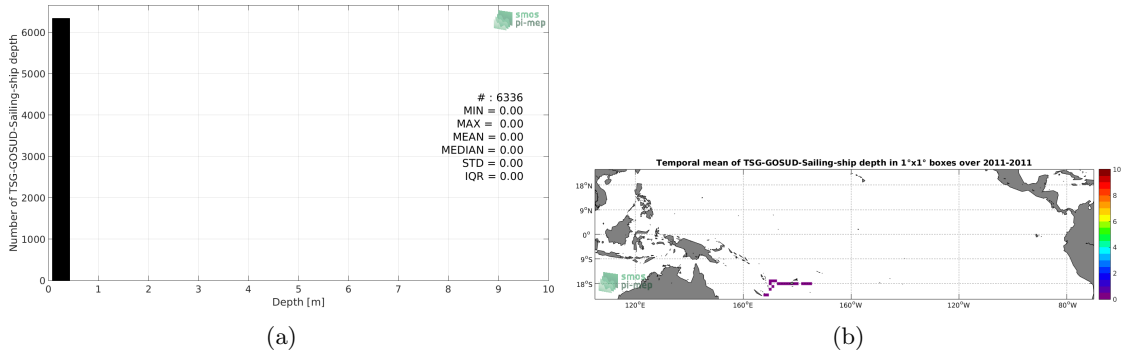 smos
pi-mep
Number of TSG-GOSUD-Sailing-ship depth
6000
5000
4000
3000
2000
1000
0
# : 6336
MIN = 0.00
MAX = 0.00
MEAN = 0.00
MEDIAN = 0.00
STD = 0.00
IQR = 0.00
0 1 2 3 4 5 6 7 8 9 10
Depth [m]
(a)
Temporal mean of TSG-GOSUD-Sailing-ship depth in 1°x1° boxes over 2011-2011
18°N
9°N
0°
9°S
18°S
smos
pi-mep
120°E 160°E 160°W 120°W 80°W
10
8
6
4
2
0
(b)